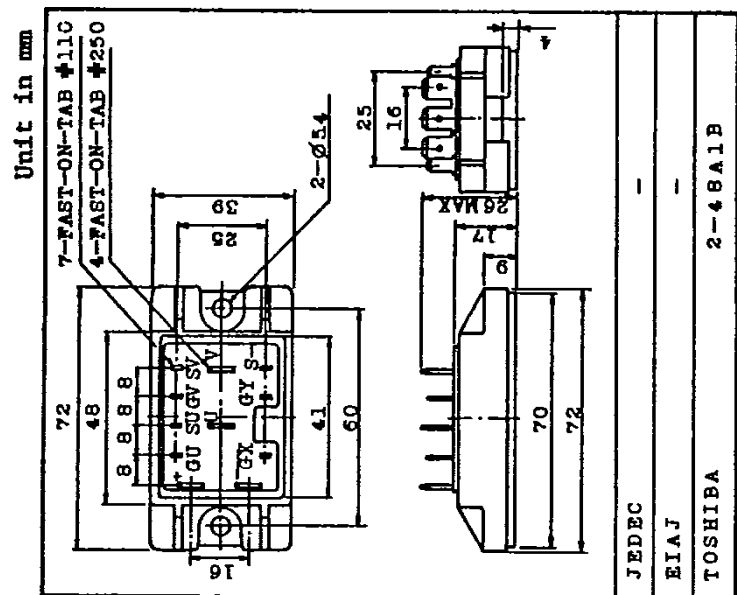 Unit in mm
7-FAST-ON-TAB #110
4-FAST-ON-TAB #250
72
48
8 8 8 8
39
25
2-Ø5.4
SV
V
GV
S⁻
SU
U
GY
GU
GX
+
16
41
60
25
16
4
26MAX
17
9
70
72
JEDEC —
EIAJ —
TOSHIBA 2-48A1B